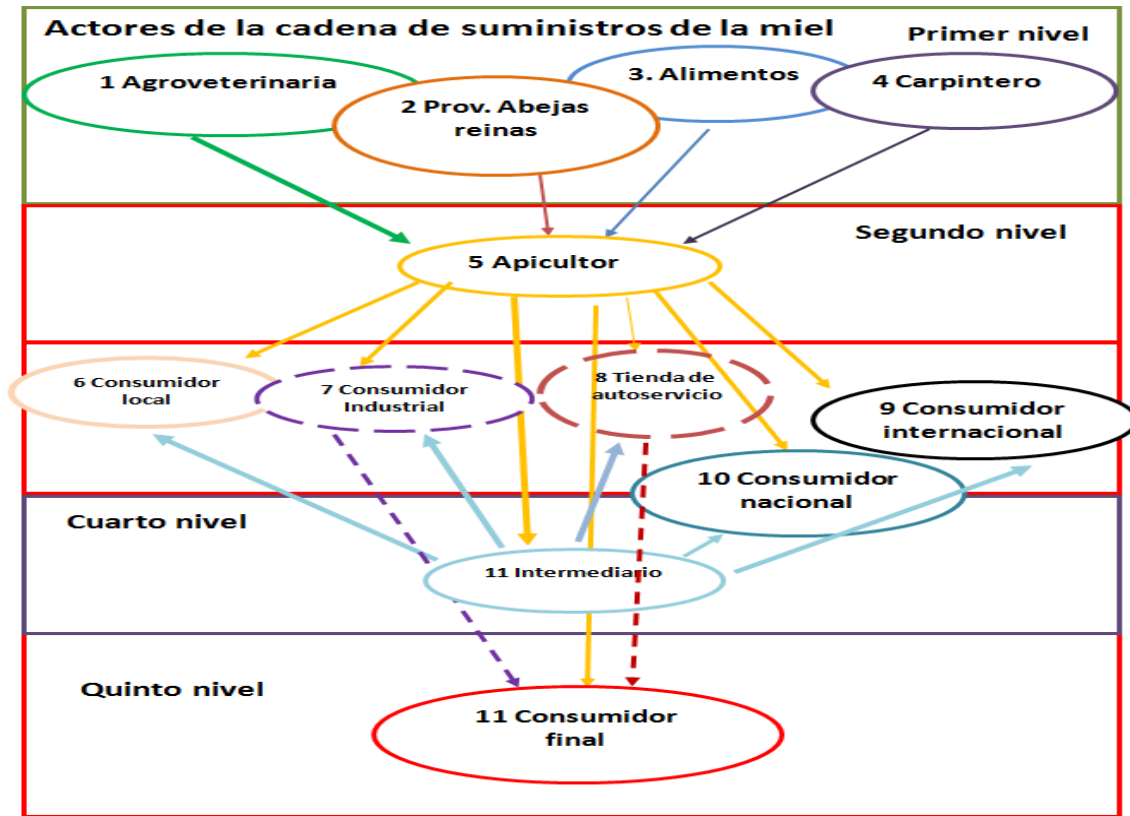 Actores de la cadena de suministros de la miel
Primer nivel
1 Agroveterinaria
2 Prov. Abejas
reinas
3. Alimentos
4 Carpintero
Segundo nivel
5 Apicultor
6 Consumidor
local
7 Consumidor
Industrial
8 Tienda de
autoservicio
9 Consumidor
internacional
10 Consumidor
nacional
Cuarto nivel
11 Intermediario
Quinto nivel
11 Consumidor
final